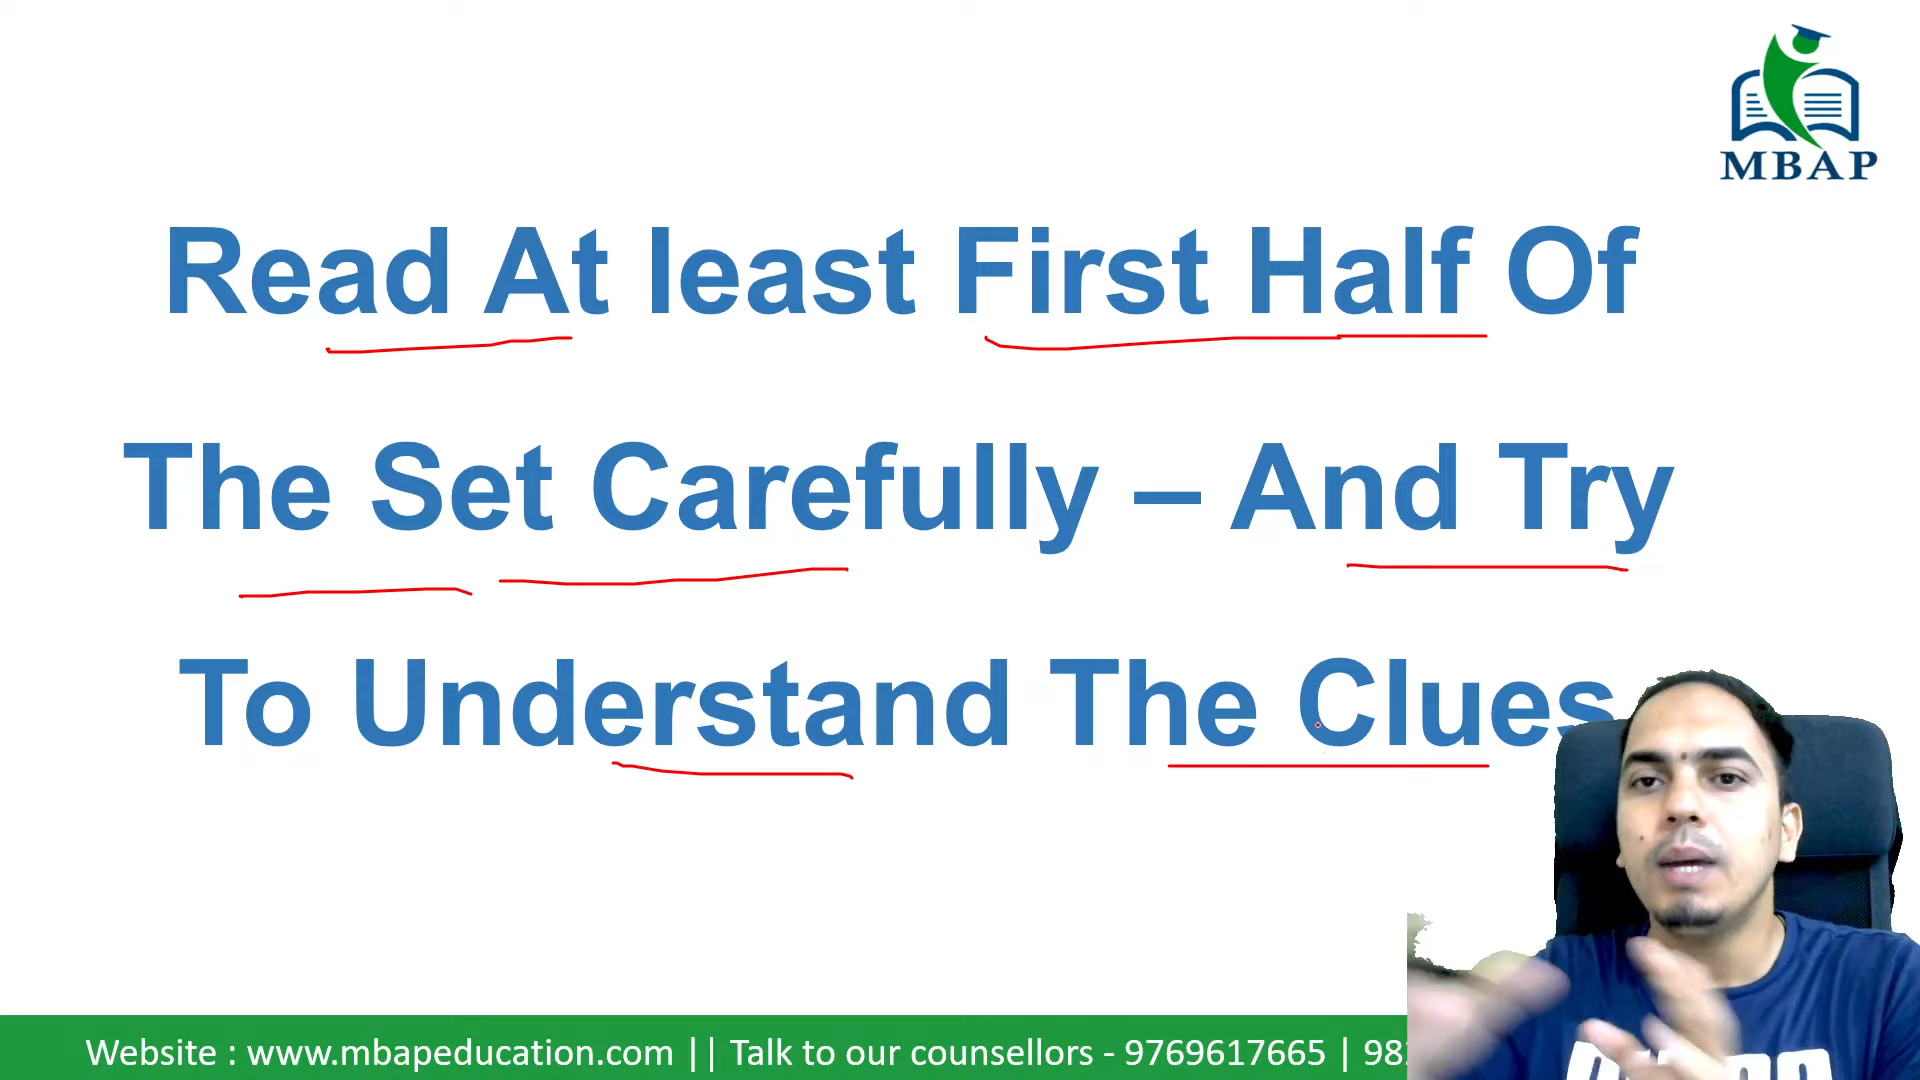 MBAP
Read At least First Half Of
The Set Carefully – And Try
To Understand The Clues
Website : www.mbapeducation.com || Talk to our counsellors - 9769617665 |